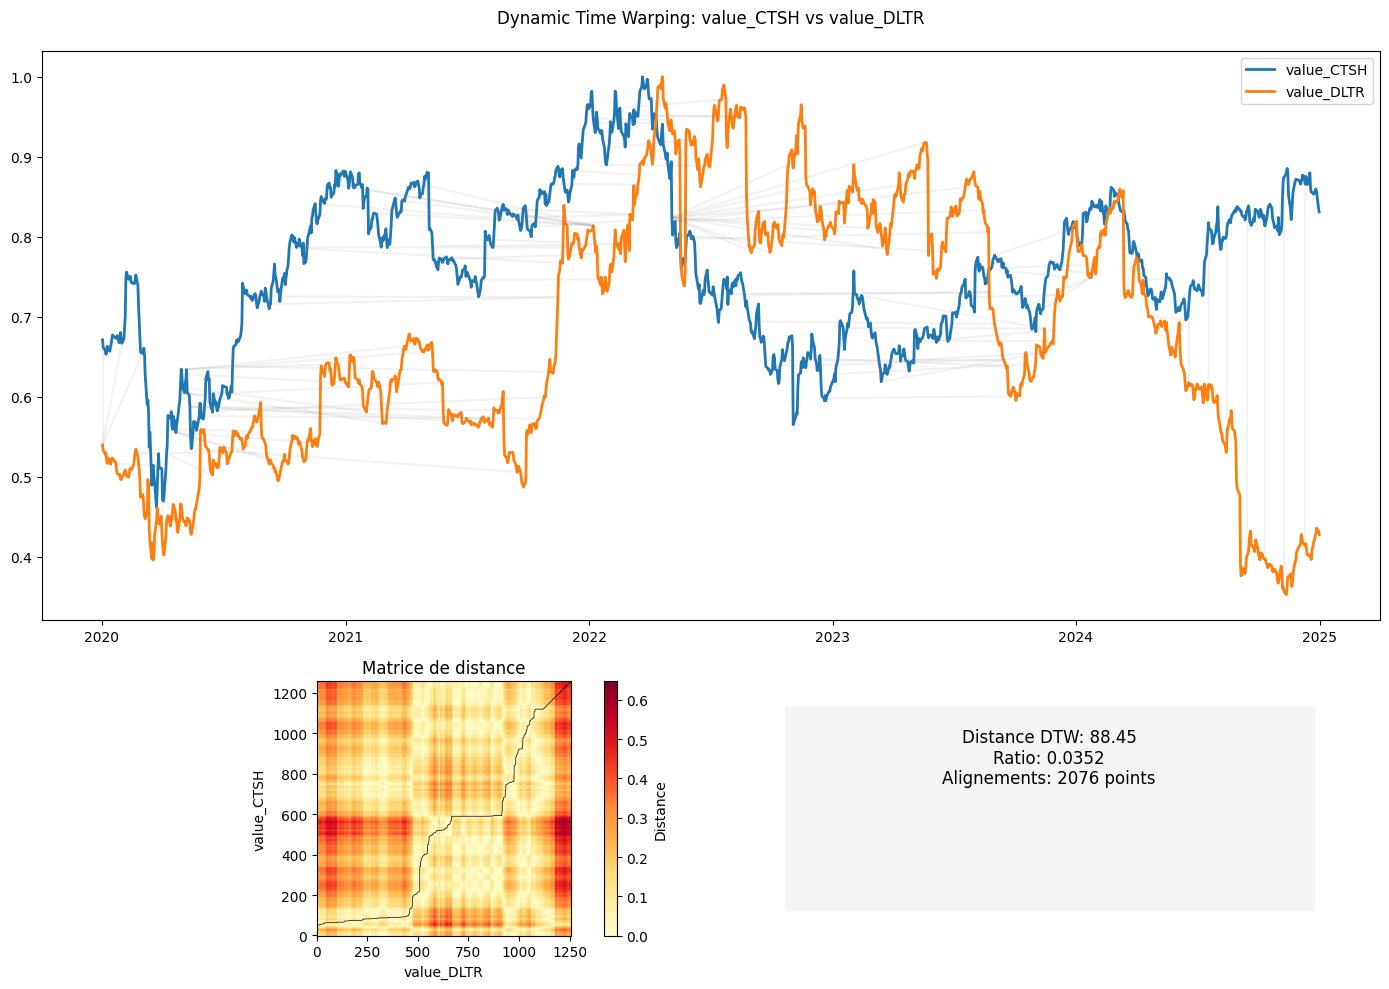 Dynamic Time Warping: value_CTSH vs value_DLTR
value_CTSH
value_DLTR
1.0
0.9
0.8
0.7
0.6
0.5
0.4
2020 2021 2022 2023 2024 2025
Matrice de distance
1200
1000
800
600
400
200
0
value_CTSH
0 250 500 750 1000 1250
value_DLTR
0.6
0.5
0.4
0.3
0.2
0.1
0.0
Distance
Distance DTW: 88.45
Ratio: 0.0352
Alignements: 2076 points